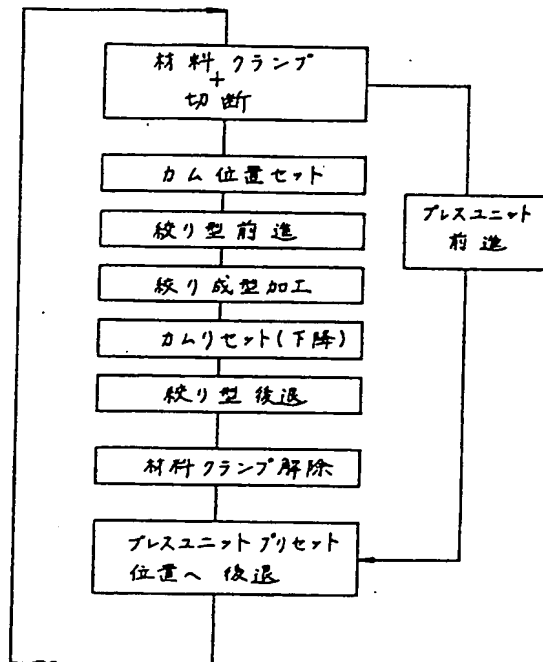 材料クランプ
+
切断
カム位置セット
プレスユニット
前進
絞り型前進
絞り成型加工
カムリセット(下降)
絞り型後退
材料クランプ解除
プレスユニットプリセット
位置へ後退